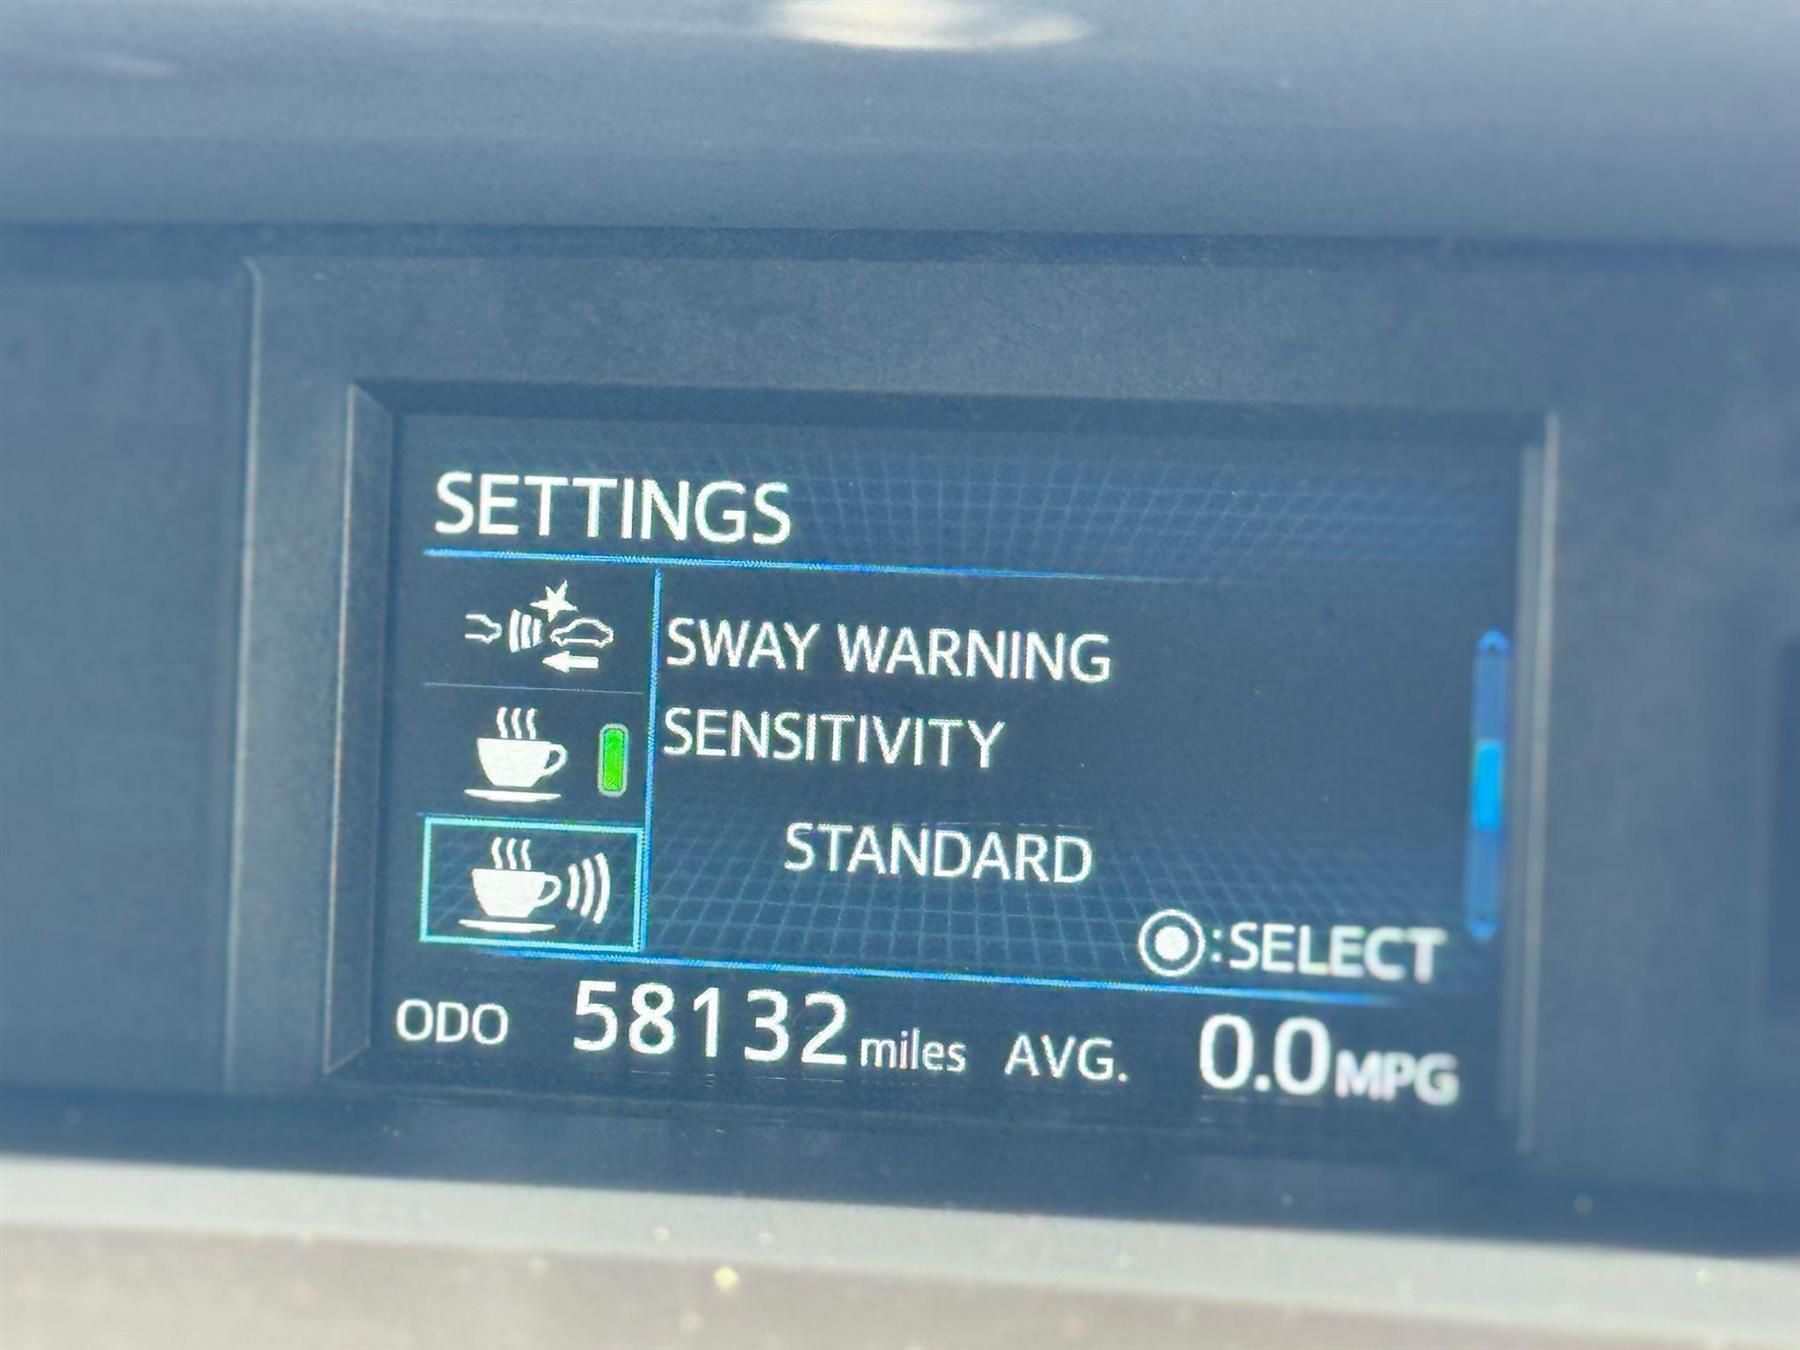 SETTINGS
SWAY WARNING
SENSITIVITY
STANDARD
:SELECT
ODO 58132 miles AVG. 0.0 MPG